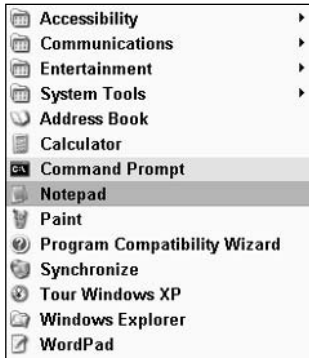 Accessibility
Communications
Entertainment
System Tools
Address Book
Calculator
Command Prompt
Notepad
Paint
Program Compatibility Wizard
Synchronize
Tour Windows XP
Windows Explorer
WordPad